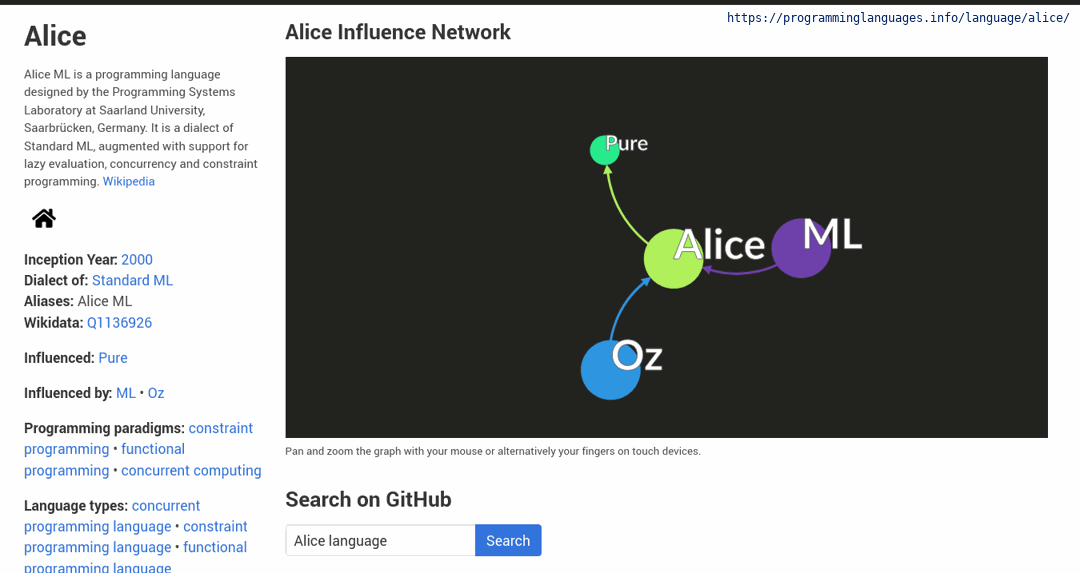 https://programminglanguages.info/language/alice/
Alice
Alice ML is a programming language
designed by the Programming Systems
Laboratory at Saarland University,
Saarbrücken, Germany. It is a dialect of
Standard ML, augmented with support for
lazy evaluation, concurrency and constraint
programming. Wikipedia
Inception Year: 2000
Dialect of: Standard ML
Aliases: Alice ML
Wikidata: Q1136926
Influenced: Pure
Influenced by: ML • Oz
Programming paradigms: constraint
programming • functional
programming • concurrent computing
Language types: concurrent
programming language • constraint
programming language • functional
programming language
Alice Influence Network
Pure
Alice
ML
Oz
Pan and zoom the graph with your mouse or alternatively your fingers on touch devices.
Search on GitHub
Alice language
Search